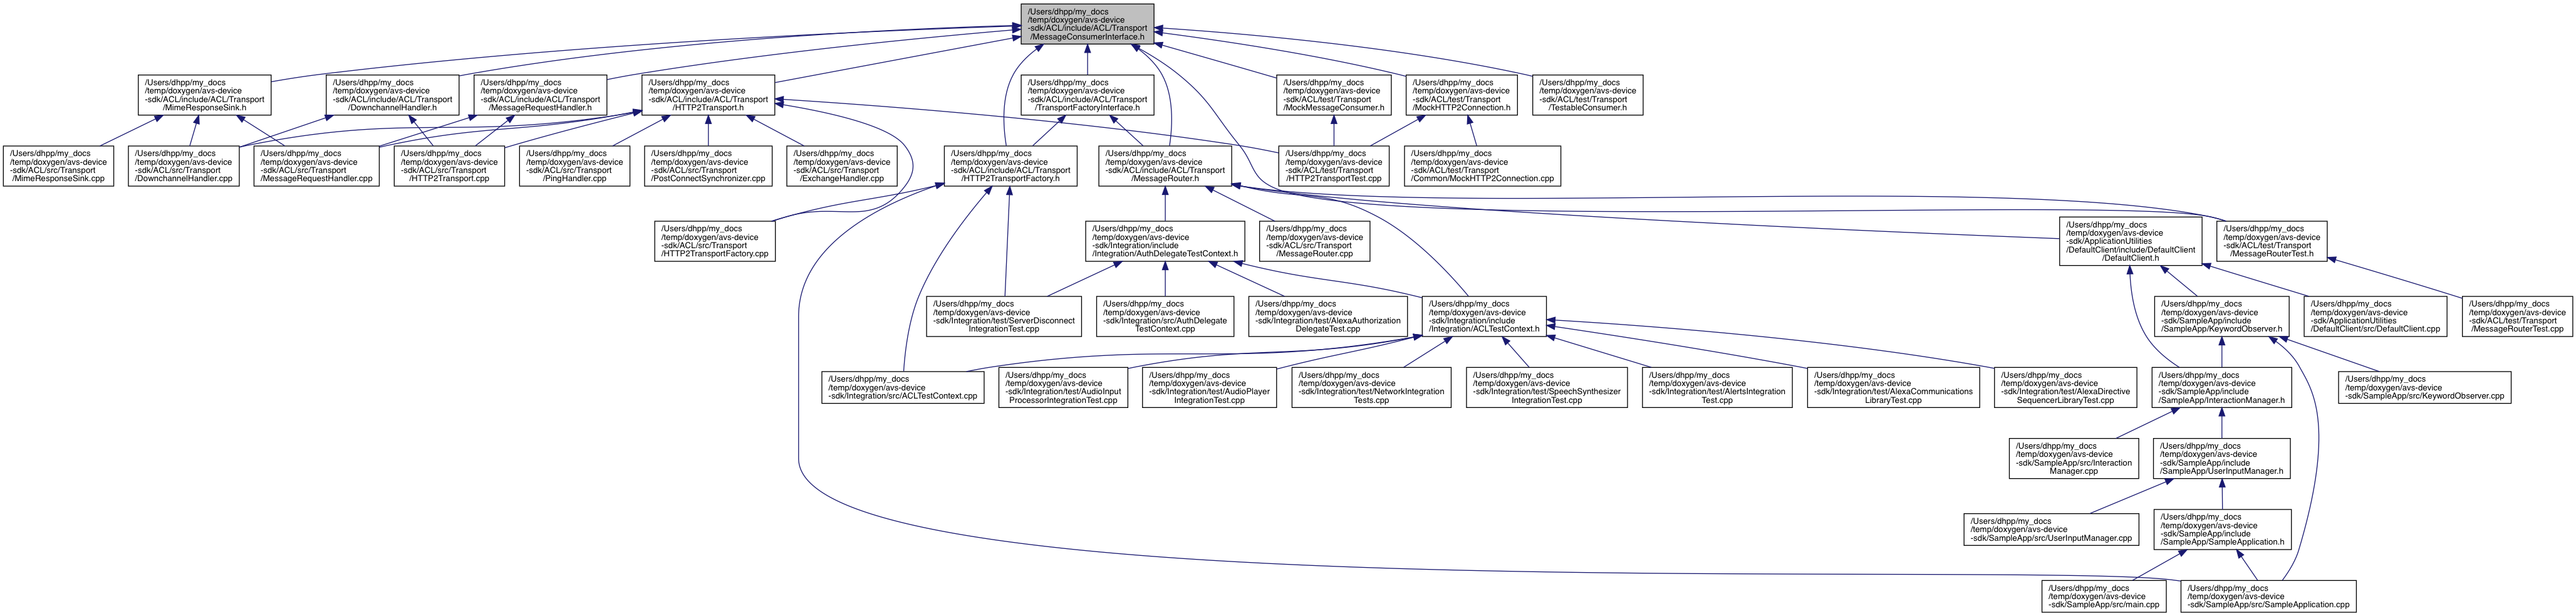 /Users/dhpp/my_docs
/temp/doxygen/avs-device
-sdk/ACL/include/ACL/Transport
/MessageConsumerInterface.h
/Users/dhpp/my_docs
/temp/doxygen/avs-device
-sdk/ACL/include/ACL/Transport
/MimeResponseSink.h
/Users/dhpp/my_docs
/temp/doxygen/avs-device
-sdk/ACL/include/ACL/Transport
/DownchannelHandler.h
/Users/dhpp/my_docs
/temp/doxygen/avs-device
-sdk/ACL/include/ACL/Transport
/MessageRequestHandler.h
/Users/dhpp/my_docs
/temp/doxygen/avs-device
-sdk/ACL/include/ACL/Transport
/HTTP2Transport.h
/Users/dhpp/my_docs
/temp/doxygen/avs-device
-sdk/ACL/include/ACL/Transport
/TransportFactoryInterface.h
/Users/dhpp/my_docs
/temp/doxygen/avs-device
-sdk/ACL/test/Transport
/MockMessageConsumer.h
/Users/dhpp/my_docs
/temp/doxygen/avs-device
-sdk/ACL/test/Transport
/MockHTTP2Connection.h
/Users/dhpp/my_docs
/temp/doxygen/avs-device
-sdk/ACL/test/Transport
/TestableConsumer.h
/Users/dhpp/my_docs
/temp/doxygen/avs-device
-sdk/ACL/src/Transport
/MimeResponseSink.cpp
/Users/dhpp/my_docs
/temp/doxygen/avs-device
-sdk/ACL/src/Transport
/DownchannelHandler.cpp
/Users/dhpp/my_docs
/temp/doxygen/avs-device
-sdk/ACL/src/Transport
/MessageRequestHandler.cpp
/Users/dhpp/my_docs
/temp/doxygen/avs-device
-sdk/ACL/src/Transport
/HTTP2Transport.cpp
/Users/dhpp/my_docs
/temp/doxygen/avs-device
-sdk/ACL/src/Transport
/PingHandler.cpp
/Users/dhpp/my_docs
/temp/doxygen/avs-device
-sdk/ACL/src/Transport
/PostConnectSynchronizer.cpp
/Users/dhpp/my_docs
/temp/doxygen/avs-device
-sdk/ACL/src/Transport
/ExchangeHandler.cpp
/Users/dhpp/my_docs
/temp/doxygen/avs-device
-sdk/ACL/include/ACL/Transport
/HTTP2TransportFactory.h
/Users/dhpp/my_docs
/temp/doxygen/avs-device
-sdk/ACL/include/ACL/Transport
/MessageRouter.h
/Users/dhpp/my_docs
/temp/doxygen/avs-device
-sdk/ACL/test/Transport
/HTTP2TransportTest.cpp
/Users/dhpp/my_docs
/temp/doxygen/avs-device
-sdk/ACL/test/Transport
/Common/MockHTTP2Connection.cpp
/Users/dhpp/my_docs
/temp/doxygen/avs-device
-sdk/ACL/src/Transport
/HTTP2TransportFactory.cpp
/Users/dhpp/my_docs
/temp/doxygen/avs-device
-sdk/Integration/include
/Integration/AuthDelegateTestContext.h
/Users/dhpp/my_docs
/temp/doxygen/avs-device
-sdk/ACL/src/Transport
/MessageRouter.cpp
/Users/dhpp/my_docs
/temp/doxygen/avs-device
-sdk/ApplicationUtilities
/DefaultClient/include/DefaultClient
/DefaultClient.h
/Users/dhpp/my_docs
/temp/doxygen/avs-device
-sdk/ACL/test/Transport
/MessageRouterTest.h
/Users/dhpp/my_docs
/temp/doxygen/avs-device
-sdk/Integration/test/ServerDisconnect
IntegrationTest.cpp
/Users/dhpp/my_docs
/temp/doxygen/avs-device
-sdk/Integration/src/AuthDelegate
TestContext.cpp
/Users/dhpp/my_docs
/temp/doxygen/avs-device
-sdk/Integration/test/AlexaAuthorization
DelegateTest.cpp
/Users/dhpp/my_docs
/temp/doxygen/avs-device
-sdk/Integration/include
/Integration/ACLTestContext.h
/Users/dhpp/my_docs
/temp/doxygen/avs-device
-sdk/SampleApp/include
/SampleApp/KeywordObserver.h
/Users/dhpp/my_docs
/temp/doxygen/avs-device
-sdk/ApplicationUtilities
/DefaultClient/src/DefaultClient.cpp
/Users/dhpp/my_docs
/temp/doxygen/avs-device
-sdk/ACL/test/Transport
/MessageRouterTest.cpp
/Users/dhpp/my_docs
/temp/doxygen/avs-device
-sdk/Integration/src/ACLTestContext.cpp
/Users/dhpp/my_docs
/temp/doxygen/avs-device
-sdk/Integration/test/AudioInput
ProcessorIntegrationTest.cpp
/Users/dhpp/my_docs
/temp/doxygen/avs-device
-sdk/Integration/test/AudioPlayer
IntegrationTest.cpp
/Users/dhpp/my_docs
/temp/doxygen/avs-device
-sdk/Integration/test/NetworkIntegration
Tests.cpp
/Users/dhpp/my_docs
/temp/doxygen/avs-device
-sdk/Integration/test/SpeechSynthesizer
IntegrationTest.cpp
/Users/dhpp/my_docs
/temp/doxygen/avs-device
-sdk/Integration/test/AlertsIntegration
Test.cpp
/Users/dhpp/my_docs
/temp/doxygen/avs-device
-sdk/Integration/test/AlexaCommunications
LibraryTest.cpp
/Users/dhpp/my_docs
/temp/doxygen/avs-device
-sdk/Integration/test/AlexaDirective
SequencerLibraryTest.cpp
/Users/dhpp/my_docs
/temp/doxygen/avs-device
-sdk/SampleApp/include
/SampleApp/InteractionManager.h
/Users/dhpp/my_docs
/temp/doxygen/avs-device
-sdk/SampleApp/src/KeywordObserver.cpp
/Users/dhpp/my_docs
/temp/doxygen/avs-device
-sdk/SampleApp/src/Interaction
Manager.cpp
/Users/dhpp/my_docs
/temp/doxygen/avs-device
-sdk/SampleApp/include
/SampleApp/UserInputManager.h
/Users/dhpp/my_docs
/temp/doxygen/avs-device
-sdk/SampleApp/src/UserInputManager.cpp
/Users/dhpp/my_docs
/temp/doxygen/avs-device
-sdk/SampleApp/include
/SampleApp/SampleApplication.h
/Users/dhpp/my_docs
/temp/doxygen/avs-device
-sdk/SampleApp/src/main.cpp
/Users/dhpp/my_docs
/temp/doxygen/avs-device
-sdk/SampleApp/src/SampleApplication.cpp